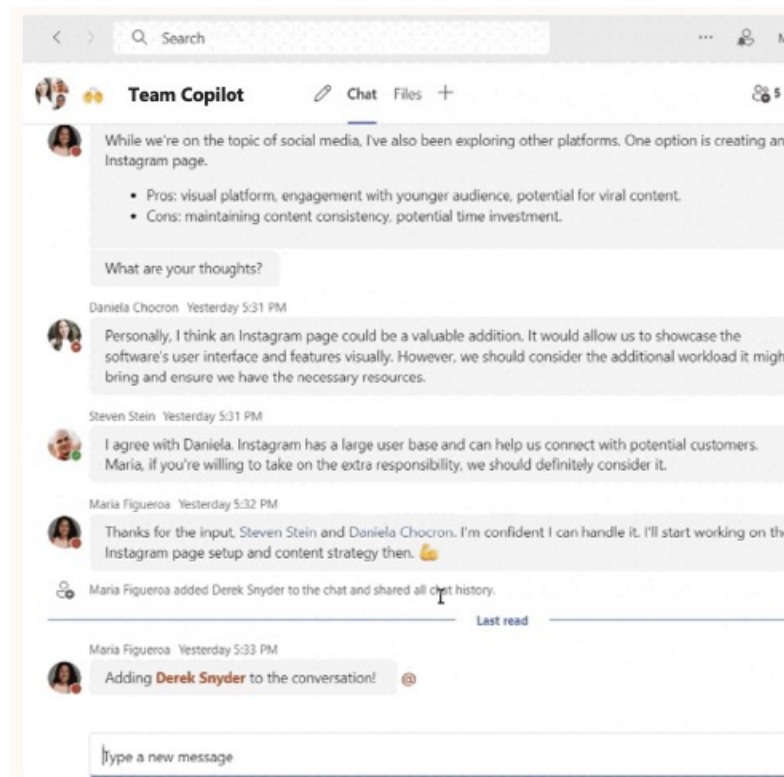 Search
...
Team Copilot
Chat
Files
5
While we're on the topic of social media, I've also been exploring other platforms. One option is creating an
Instagram page.
• Pros: visual platform, engagement with younger audience, potential for viral content.
• Cons: maintaining content consistency, potential time investment.
What are your thoughts?
Daniela Chocron Yesterday 5:31 PM
Personally, I think an Instagram page could be a valuable addition. It would allow us to showcase the
software's user interface and features visually. However, we should consider the additional workload it migh
bring and ensure we have the necessary resources.
Steven Stein Yesterday 5:31 PM
I agree with Daniela. Instagram has a large user base and can help us connect with potential customers.
Maria, if you're willing to take on the extra responsibility, we should definitely consider it.
Maria Figueroa Yesterday 5:32 PM
Thanks for the input, Steven Stein and Daniela Chocron. I'm confident I can handle it. I'll start working on the
Instagram page setup and content strategy then. 💪
Maria Figueroa added Derek Snyder to the chat and shared all chat history.
Last read
Maria Figueroa Yesterday 5:33 PM
Adding Derek Snyder to the conversation! @
Type a new message